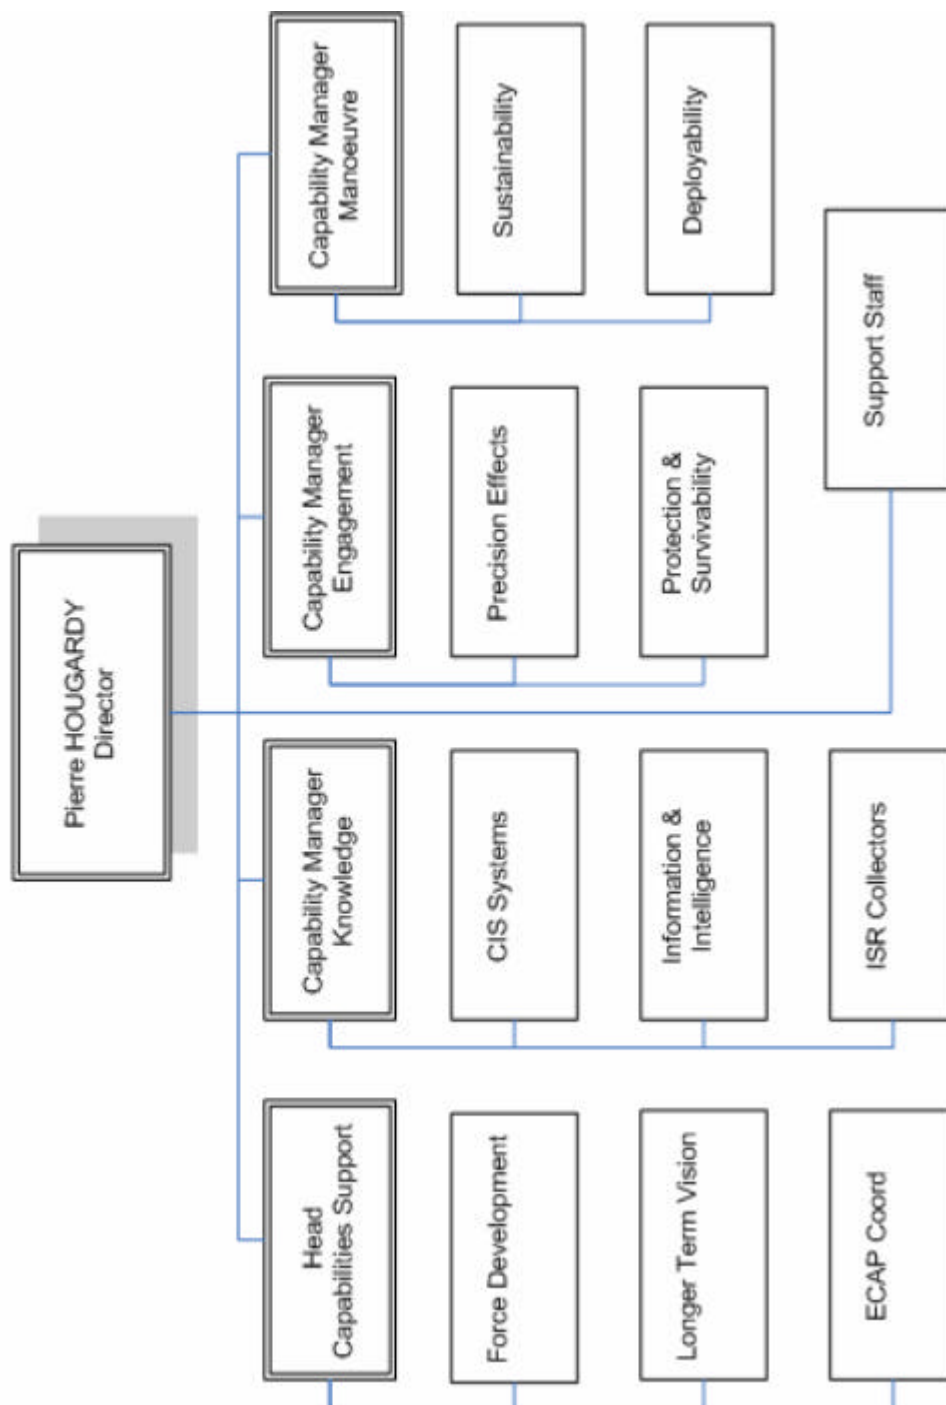 Pierre HOUGARDY
Director
Head
Capabilities Support
Capability Manager
Knowledge
Capability Manager
Engagement
Capability Manager
Manoeuvre
Force Development
CIS Systems
Precision Effects
Sustainability
Longer Term Vision
Information &
Intelligence
Protection &
Survivability
Deployability
ECAP Coord
ISR Collectors
Support Staff